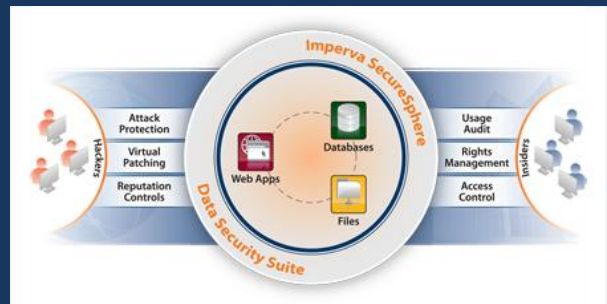 Imperva SecureSphere
Hackers
Attack
Protection
Virtual
Patching
Reputation
Controls
Web Apps
Databases
Files
Usage
Audit
Rights
Management
Access
Control
Insiders
Data Security Suite